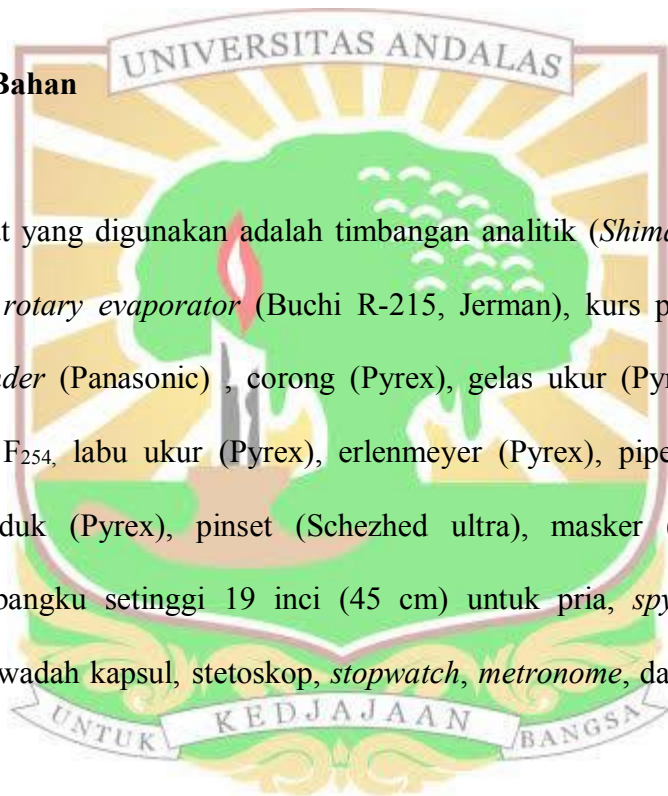 UNIVERSITAS ANDALAS
Bahan
yang digunakan adalah timbangan analitik (Shima
rotary evaporator (Buchi R-215, Jerman), kurs p
nder (Panasonic) , corong (Pyrex), gelas ukur (Pyr
F254, labu ukur (Pyrex), erlenmeyer (Pyrex), pipe
duk (Pyrex), pinset (Schezhed ultra), masker (
bangku setinggi 19 inci (45 cm) untuk pria, spy
wadah kapsul, stetoskop, stopwatch, metronome, da
UNTUK KEDJAJAAN BANGSA